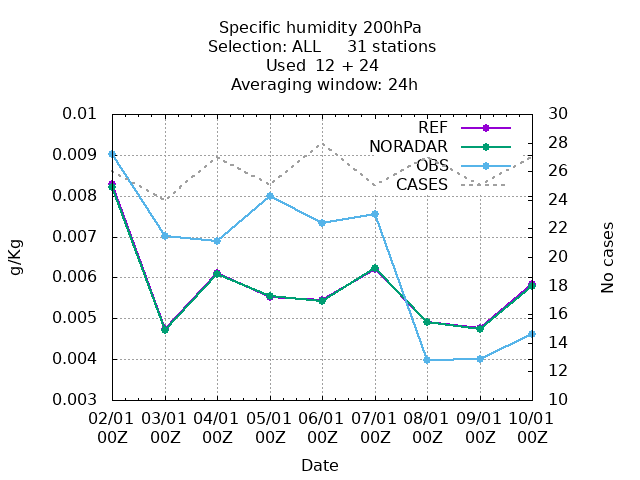 Specific humidity 200hPa
Selection: ALL     31 stations
Used  12 + 24
Averaging window: 24h
0.01
0.009
0.008
0.007
0.006
0.005
0.004
0.003
g/Kg
REF
NORADAR
OBS
CASES
30
28
26
24
22
20
18
16
14
12
10
No cases
02/01 03/01 04/01 05/01 06/01 07/01 08/01 09/01 10/01
00Z 00Z 00Z 00Z 00Z 00Z 00Z 00Z 00Z
Date